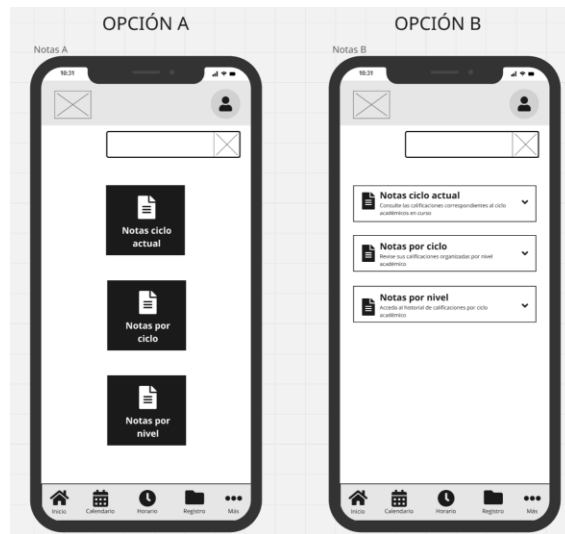 OPCIÓN A
Notas A
10:31
Notas ciclo
actual
Notas por
ciclo
Notas por
nivel
Inicio
Calendario
Horario
Registro
Más
OPCIÓN B
Notas B
10:31
Notas ciclo actual
Consulte las calificaciones correspondientes al ciclo
académicos en curso
Notas por ciclo
Revise sus calificaciones organizadas por nivel
académico
Notas por nivel
Acceda al historial de calificaciones por ciclo
académico
Inicio
Calendario
Horario
Registro
Más